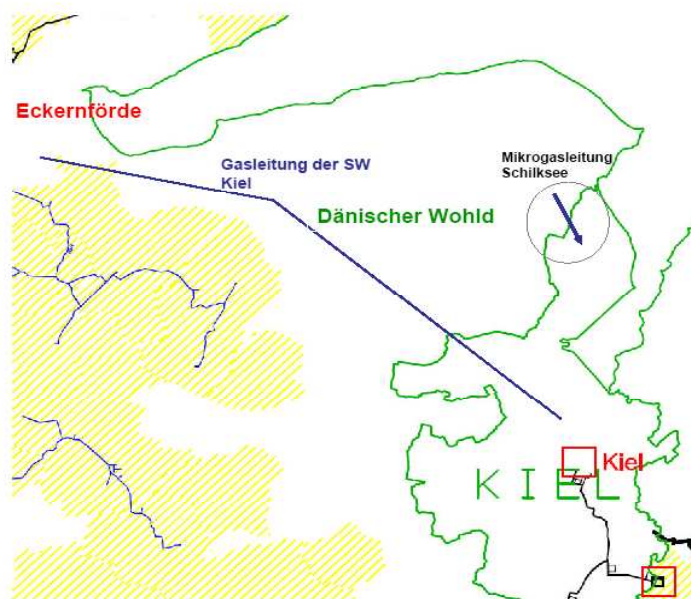 Eckernförde
Mikrogasleitung
Schilksee
Gasleitung der SW
Kiel
Dänischer Wohld
Kiel
KIEL